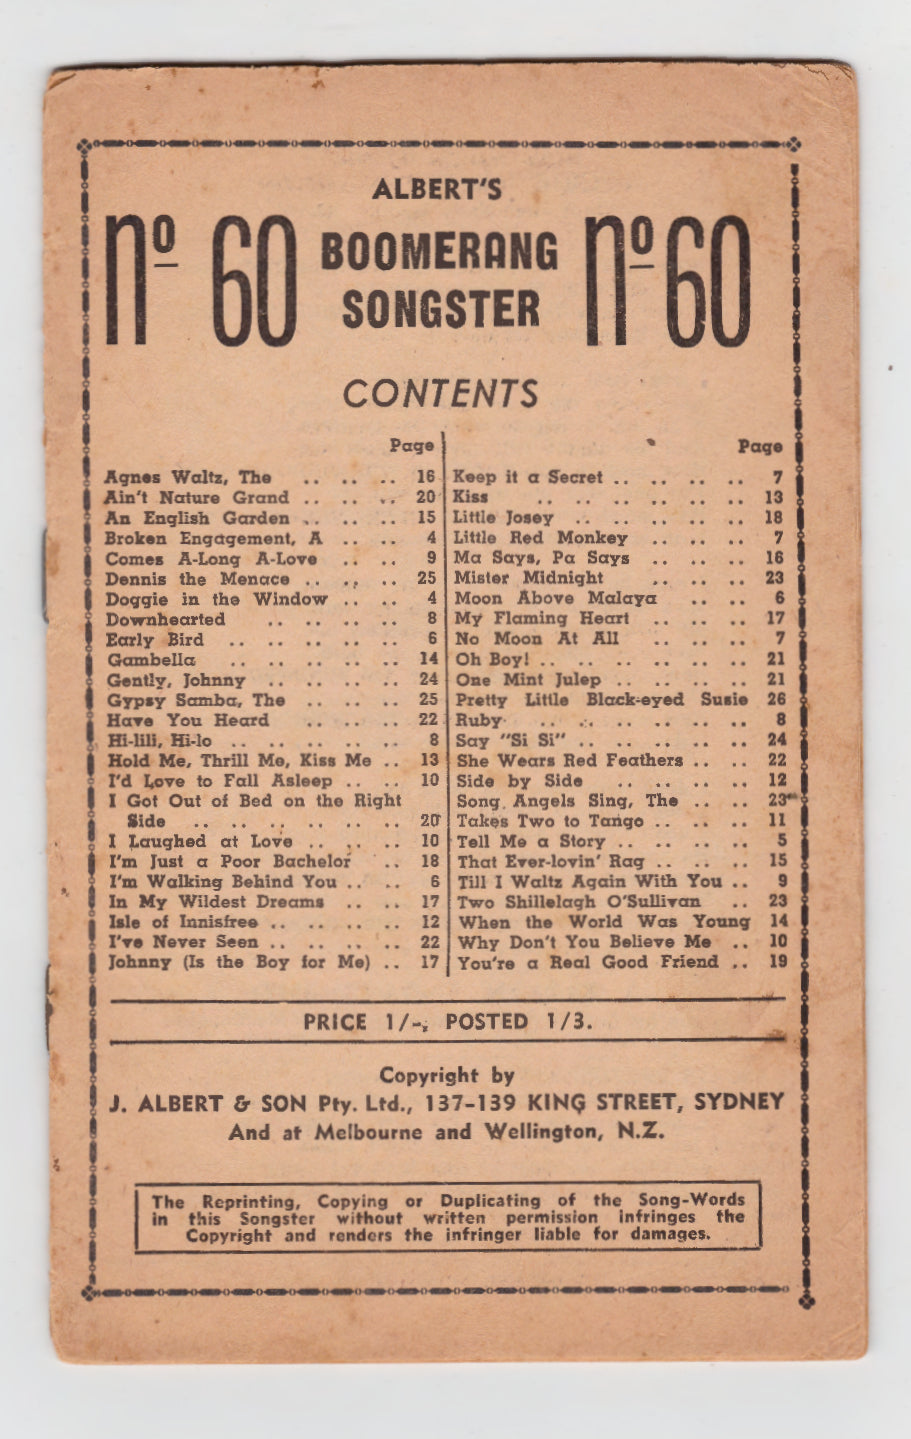 ALBERT'S
Nº 60 BOOMERANG Nº 60
SONGSTER
CONTENTS
Page
Agnes Waltz, The .. .. .. 16
Ain't Nature Grand .. .. .. 20
An English Garden .. .. .. 15
Broken Engagement, A .. .. 4
Comes A-Long A-Love .. .. 9
Dennis the Menace .. .. .. 25
Doggie in the Window .. .. 4
Downhearted .. .. .. .. 8
Early Bird .. .. .. .. .. 6
Gambella .. .. .. .. .. 14
Gently, Johnny .. .. .. .. 24
Gypsy Samba, The .. .. .. 25
Have You Heard .. .. .. 22
Hi-lili, Hi-lo .. .. .. .. .. 8
Hold Me, Thrill Me, Kiss Me .. 13
I'd Love to Fall Asleep .. .. 10
I Got Out of Bed on the Right
Side .. .. .. .. .. .. 20
I Laughed at Love .. .. .. 10
I'm Just a Poor Bachelor .. 18
I'm Walking Behind You .. .. 6
In My Wildest Dreams .. .. 17
Isle of Innisfree .. .. .. .. 12
I've Never Seen .. .. .. .. 22
Johnny (Is the Boy for Me) .. 17
Page
Keep it a Secret .. .. .. .. 7
Kiss .. .. .. .. .. .. 13
Little Josey .. .. .. .. .. 18
Little Red Monkey .. .. .. 7
Ma Says, Pa Says .. .. .. 16
Mister Midnight .. .. .. 23
Moon Above Malaya .. .. 6
My Flaming Heart .. .. .. 17
No Moon At All .. .. .. 7
Oh Boy! .. .. .. .. .. .. 21
One Mint Julep .. .. .. .. 21
Pretty Little Black-eyed Susie 26
Ruby .. .. .. .. .. .. 8
Say "Si Si" .. .. .. .. .. 24
She Wears Red Feathers .. .. 22
Side by Side .. .. .. .. 12
Song Angels Sing, The .. .. 23
Takes Two to Tango .. .. .. 11
Tell Me a Story .. .. .. .. 5
That Ever-lovin' Rag .. .. .. 15
Till I Waltz Again With You .. 9
Two Shillelagh O'Sullivan .. 23
When the World Was Young 14
Why Don't You Believe Me .. 10
You're a Real Good Friend .. 19
PRICE 1/-, POSTED 1/3.
Copyright by
J. ALBERT & SON Pty. Ltd., 137-139 KING STREET, SYDNEY
And at Melbourne and Wellington, N.Z.
The Reprinting, Copying or Duplicating of the Song-Words
in this Songster without written permission infringes the
Copyright and renders the infringer liable for damages.